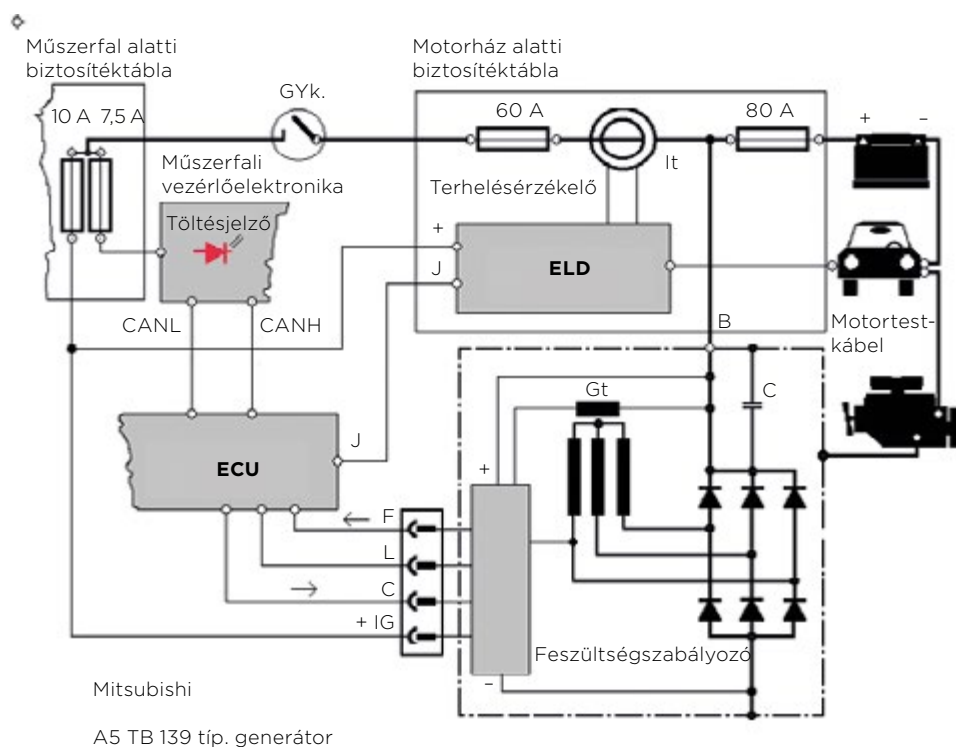 Műszerfal alatti
biztosítéktábla
Motorház alatti
biztosítéktábla
10 A 7,5 A
GYk.
60 A
80 A
+ -
It
Műszerfali
vezérlőelektronika
Töltésjelző
Terhelésérzékelő
+
J
ELD
CANL
CANH
B
Motortest-
kábel
Gt
C
J
ECU
+
F
L
C
+ IG
Feszültségszabályozó
-
Mitsubishi
A5 TB 139 típ. generátor